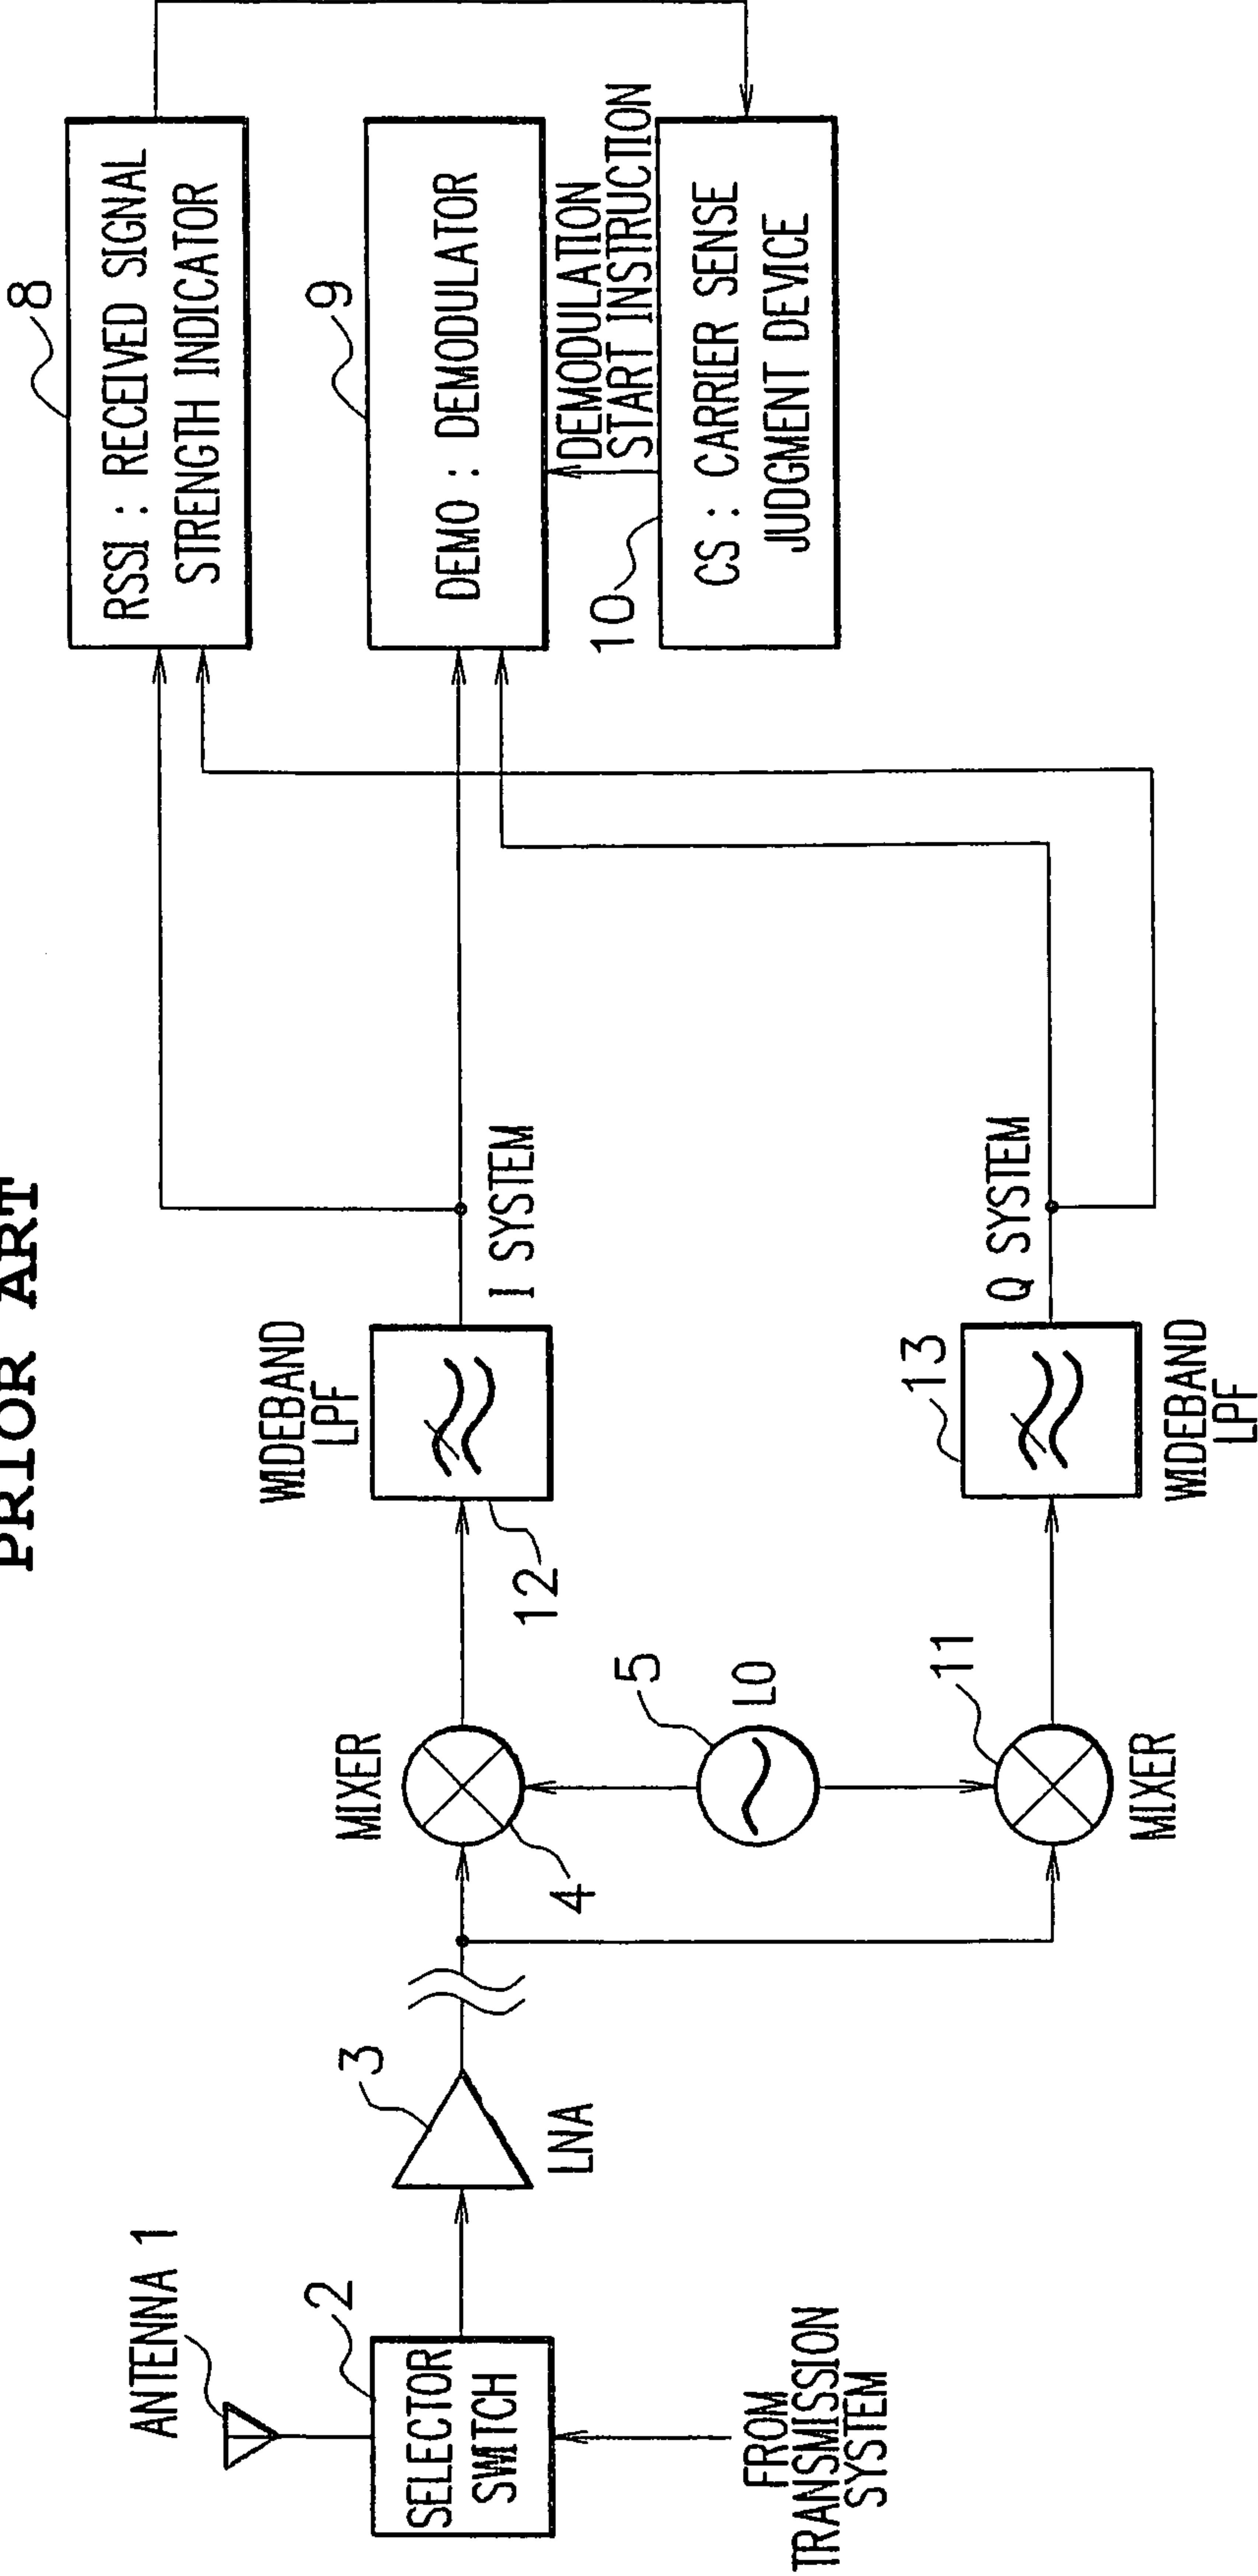 PRIOR ART
ANTENNA 1
2
SELECTOR
SWITCH
FROM
TRANSMISSION
SYSTEM
3
LNA
MIXER
4
5
LO
11
MIXER
WIDEBAND
LPF
12
I SYSTEM
13
WIDEBAND
LPF
Q SYSTEM
8
RSSI : RECEIVED SIGNAL
STRENGTH INDICATOR
9
DEMO : DEMODULATOR
DEMODULATION
START INSTRUCTION
10
CS : CARRIER SENSE
JUDGMENT DEVICE